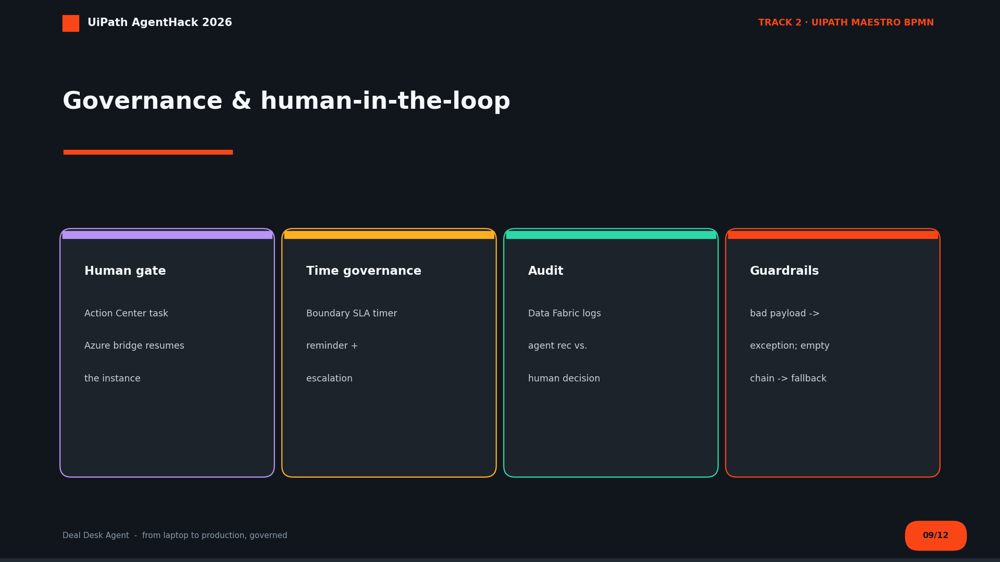 UiPath AgentHack 2026
TRACK 2 · UIPATH MAESTRO BPMN
Governance & human-in-the-loop
Human gate
Action Center task
Azure bridge resumes
the instance
Time governance
Boundary SLA timer
reminder +
escalation
Audit
Data Fabric logs
agent rec vs.
human decision
Guardrails
bad payload ->
exception; empty
chain -> fallback
Deal Desk Agent - from laptop to production, governed
09/12